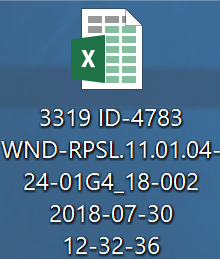 X
3319 ID-4783
WND-RPSL.11.01.04-
24-01G4_18-002
2018-07-30
12-32-36